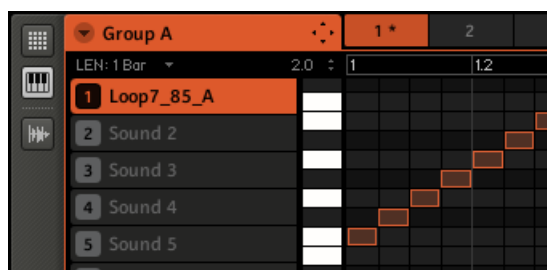 Group A
1 *
2
LEN: 1 Bar
2.0
1
1.2
1 Loop7_85_A
2 Sound 2
3 Sound 3
4 Sound 4
5 Sound 5